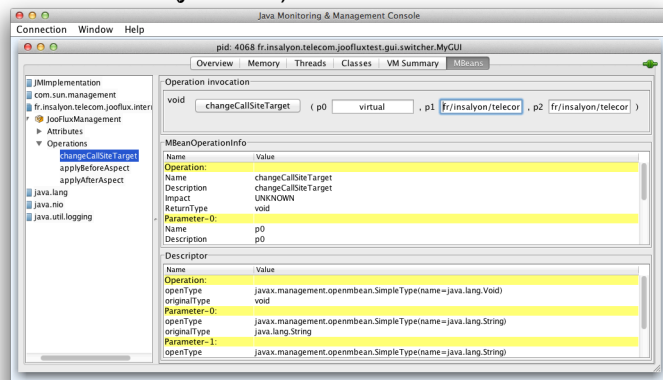 Java Monitoring & Management Console
Connection Window Help
pid: 4068 fr.insalyon.telecom.joofluxtest.gui.switcher.MyGUI
Overview Memory Threads Classes VM Summary MBeans
JMImplementation
com.sun.management
fr.insalyon.telecom.jooflux.intern
JooFluxManagement
Attributes
Operations
changeCallSiteTarget
applyBeforeAspect
applyAfterAspect
java.lang
java.nio
java.util.logging
Operation invocation
void changeCallSiteTarget ( p0 virtual , p1 fr/insalyon/telecor , p2 fr/insalyon/telecor )
MBeanOperationInfo
Name Value
Operation:
Name changeCallSiteTarget
Description changeCallSiteTarget
Impact UNKNOWN
ReturnType void
Parameter-0:
Name p0
Description p0
Descriptor
Name Value
Operation:
openType javax.management.openmbean.SimpleType(name=java.lang.Void)
originalType void
Parameter-0:
openType javax.management.openmbean.SimpleType(name=java.lang.String)
originalType java.lang.String
Parameter-1:
openType javax.management.openmbean.SimpleType(name=java.lang.String)